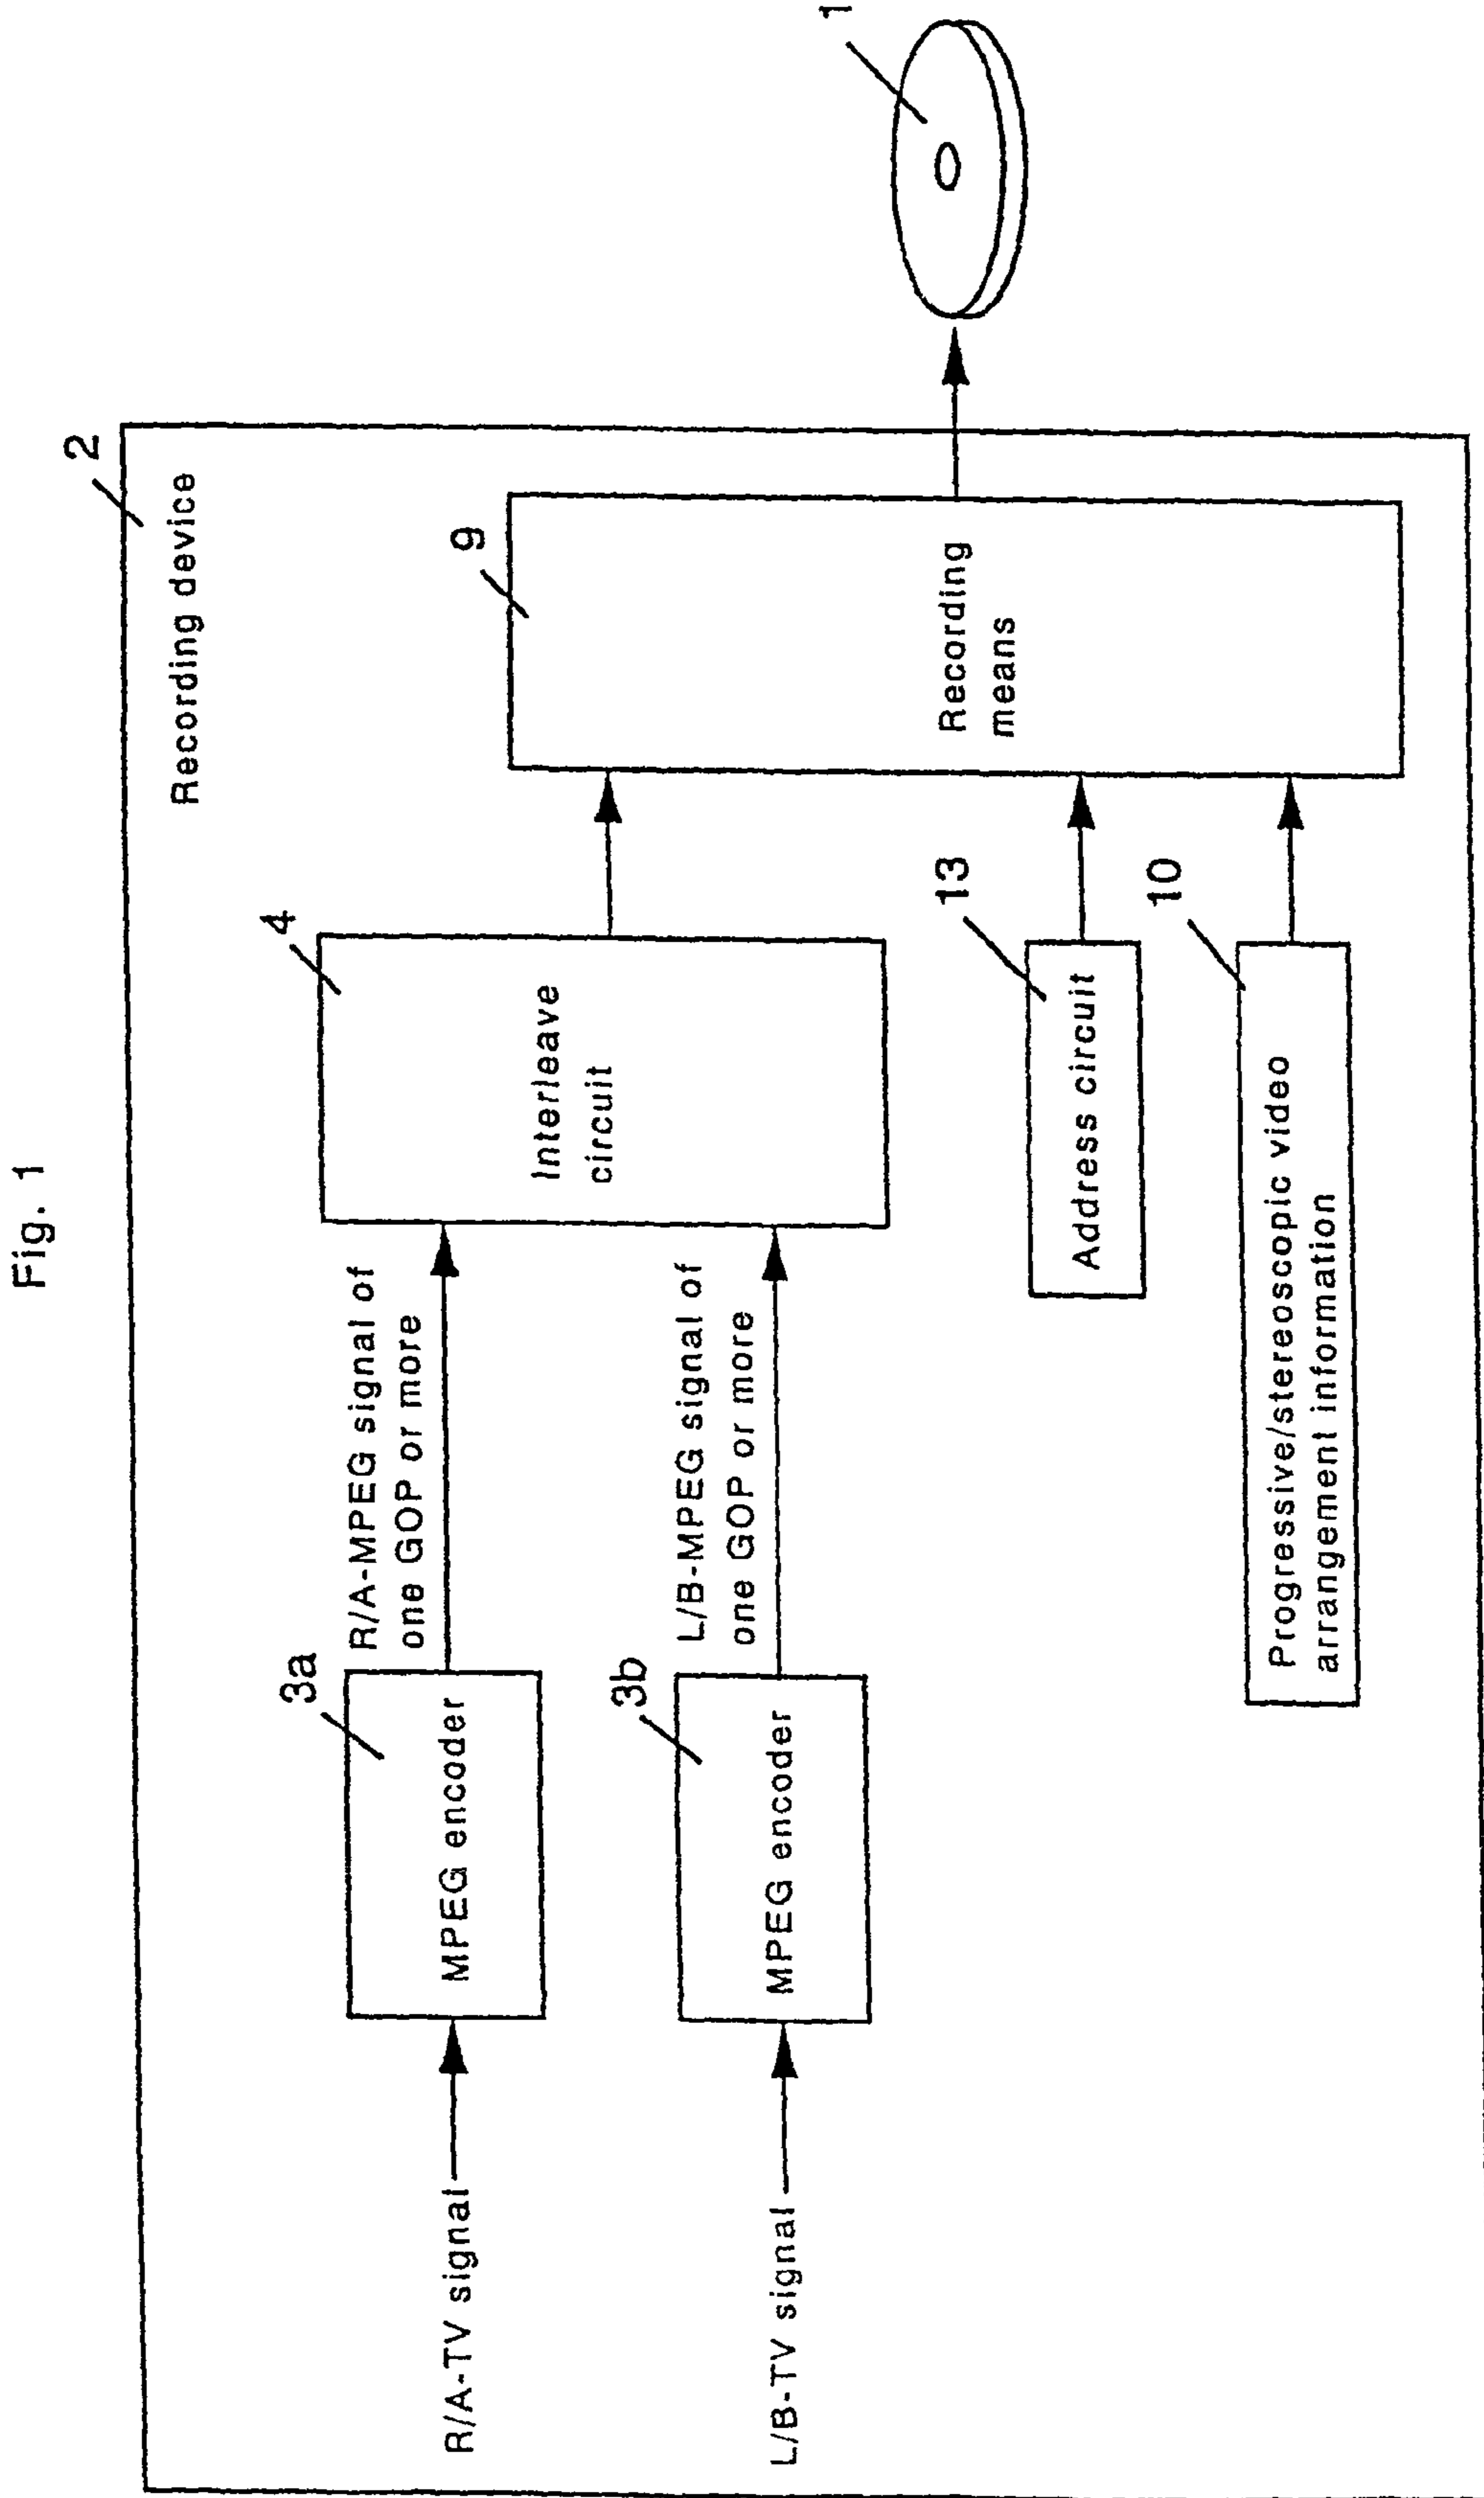 Fig. 1
2
Recording device
1
R/A-TV signal
3a
MPEG encoder
R/A-MPEG signal of
one GOP or more
4
Interleave
circuit
9
Recording
means
L/B-TV signal
3b
MPEG encoder
L/B-MPEG signal of
one GOP or more
13
Address circuit
10
Progressive/stereoscopic video
arrangement information